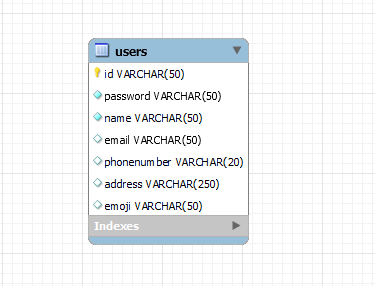 users
id VARCHAR(50)
password VARCHAR(50)
name VARCHAR(50)
email VARCHAR(50)
phonenumber VARCHAR(20)
address VARCHAR(250)
emoji VARCHAR(50)
Indexes